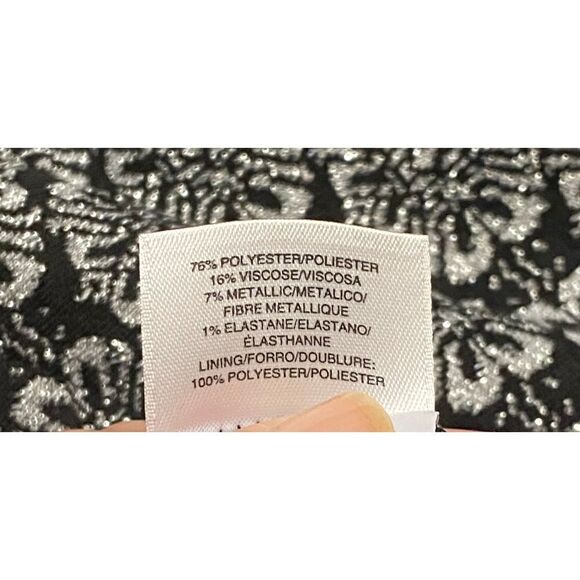 76% POLYESTER/POLIESTER
16% VISCOSE/VISCOSA
7% METALLIC/METALICO/
FIBRE METALLIQUE
1% ELASTANE/ELASTANO/
ÉLASTHANNE
LINING/FORRO/DOUBLURE:
100% POLYESTER/POLIESTER